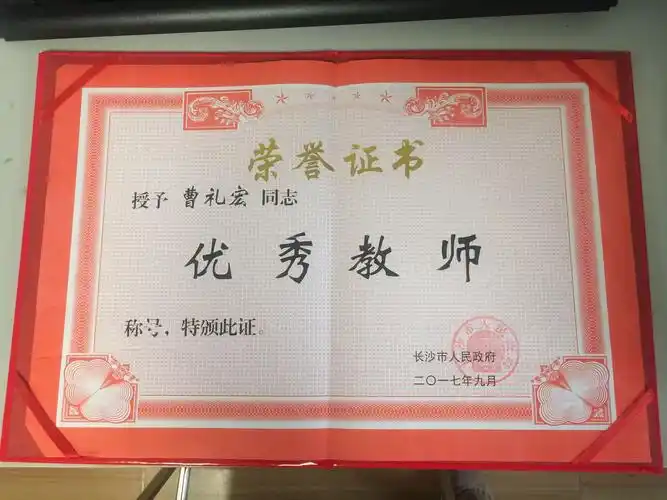 荣誉证书
授予 曹礼宏 同志
优秀教师
称号，特颁此证。
长沙市人民政府
二〇一七年九月